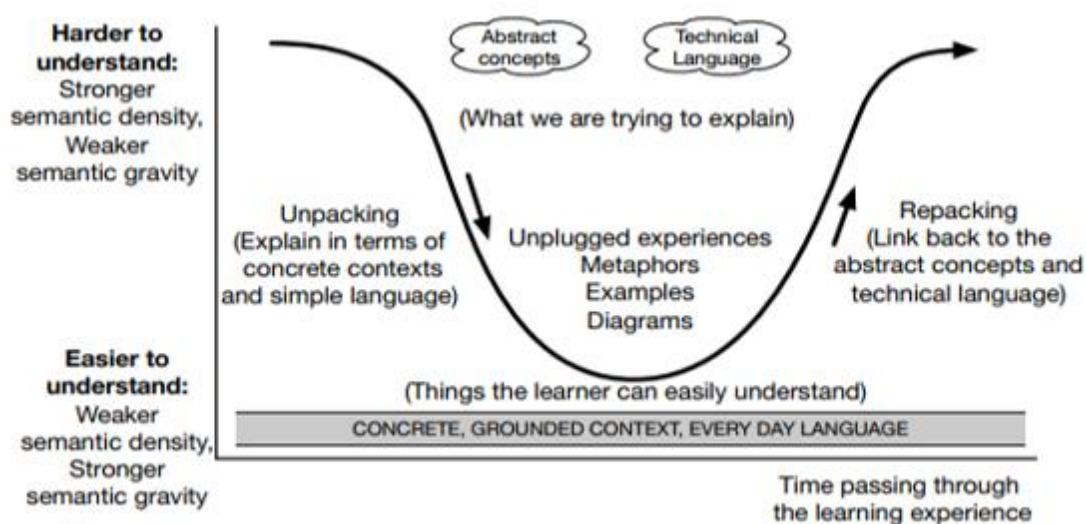 Harder to
understand:
Stronger
semantic density,
Weaker
semantic gravity
Abstract
concepts
Technical
Language
(What we are trying to explain)
Unpacking
(Explain in terms of
concrete contexts
and simple language)
Unplugged experiences
Metaphors
Examples
Diagrams
Repacking
(Link back to the
abstract concepts and
technical language)
Easier to
understand:
Weaker
semantic density,
Stronger
semantic gravity
(Things the learner can easily understand)
CONCRETE, GROUNDED CONTEXT, EVERY DAY LANGUAGE
Time passing through
the learning experience